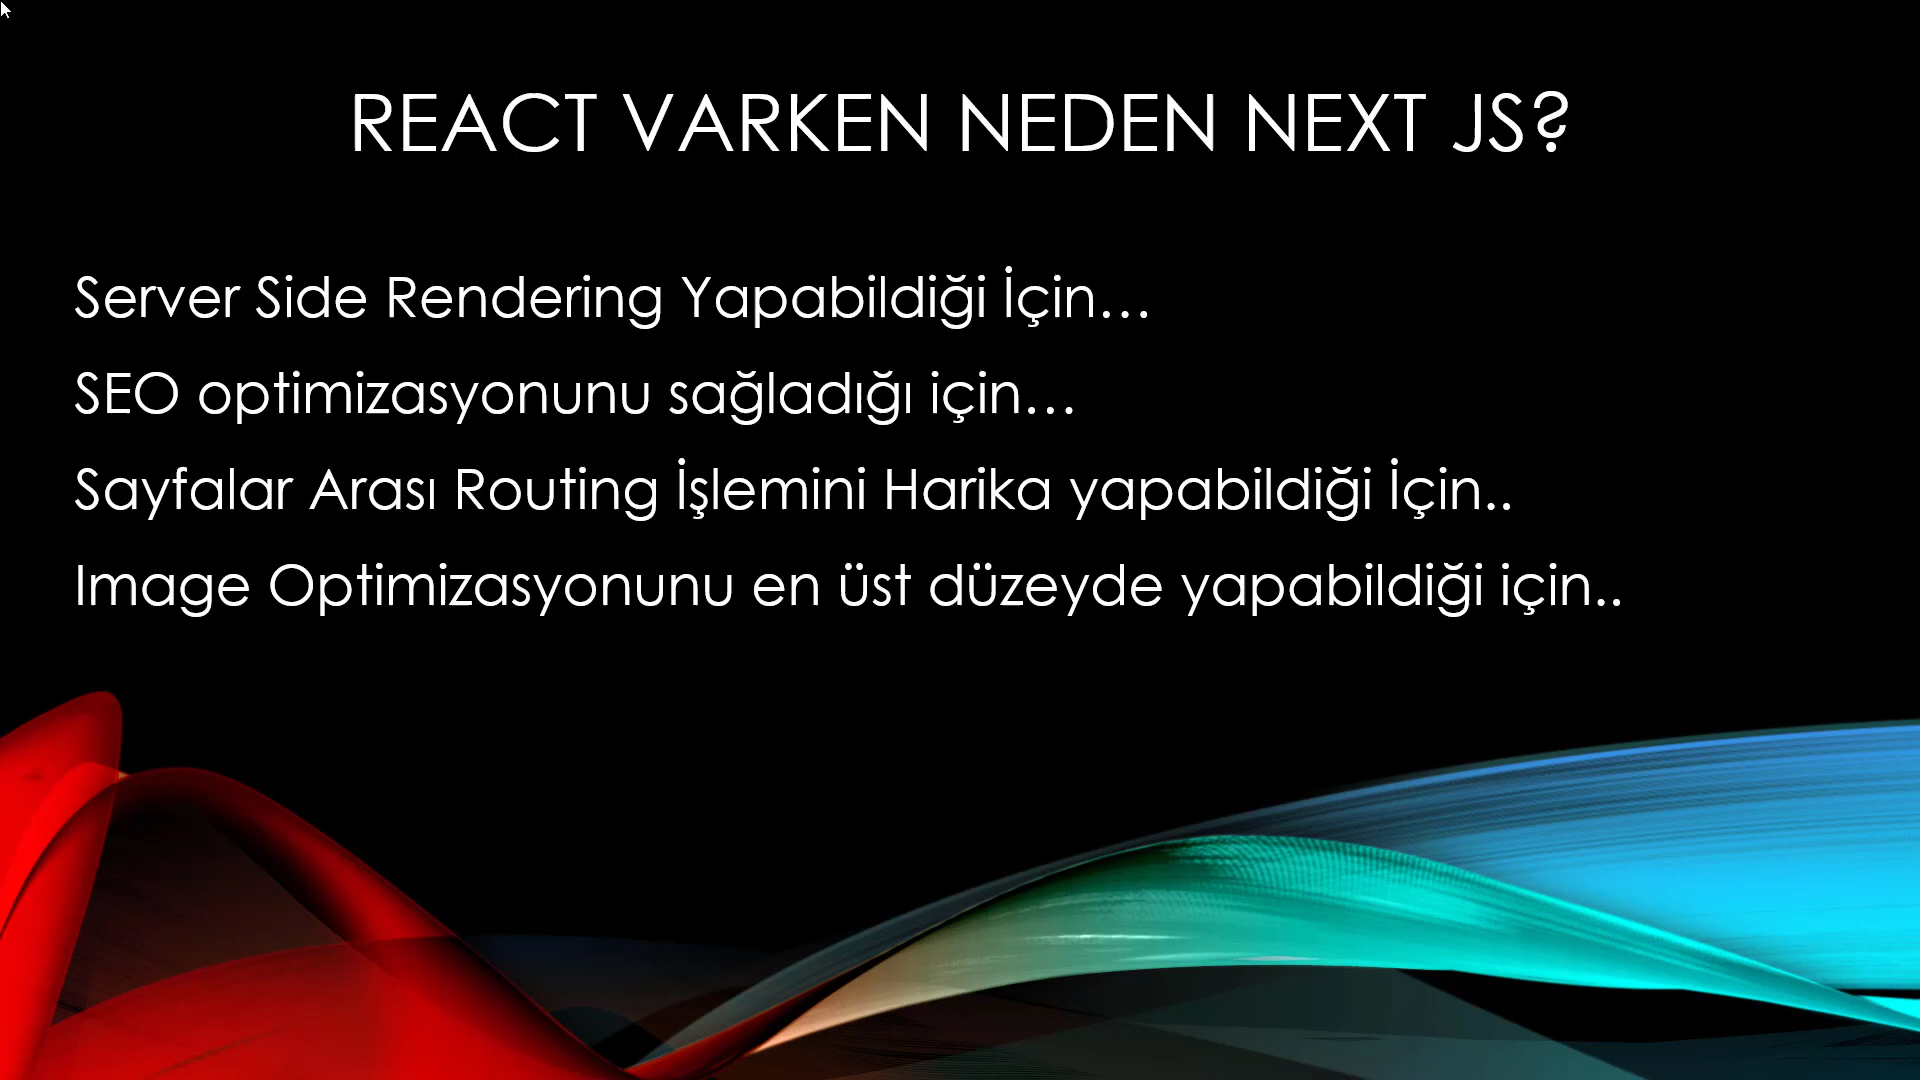 REACT VARKEN NEDEN NEXT JS?
Server Side Rendering Yapabildiği İçin…
SEO optimizasyonunu sağladığı için…
Sayfalar Arası Routing İşlemini Harika yapabildiği İçin..
Image Optimizasyonunu en üst düzeyde yapabildiği için..